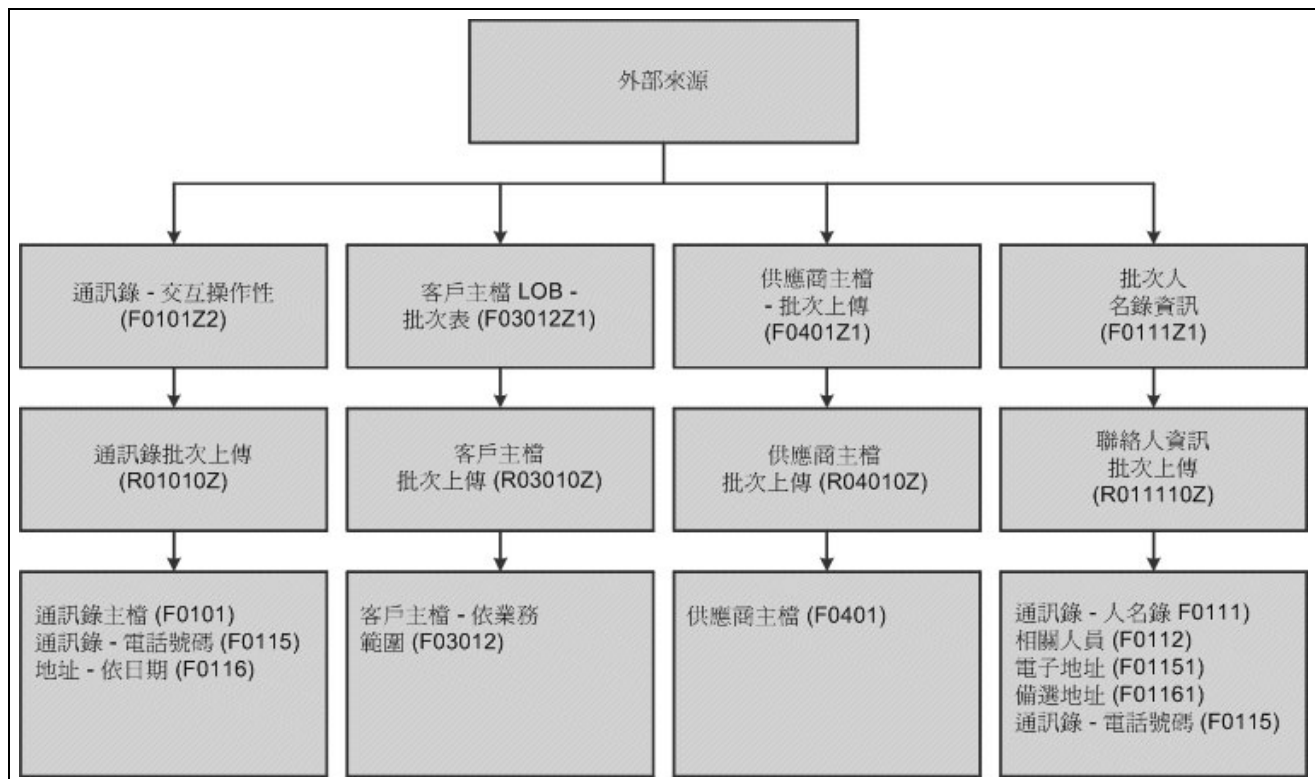 外部來源
通訊錄 - 交互操作性
(F0101Z2)
客戶主檔 LOB -
批次表 (F03012Z1)
供應商主檔
- 批次上傳
(F0401Z1)
批次人
名錄資訊
(F0111Z1)
通訊錄批次上傳
(R01010Z)
客戶主檔
批次上傳 (R03010Z)
供應商主檔
批次上傳 (R04010Z)
聯絡人資訊
批次上傳
(R011110Z)
通訊錄主檔 (F0101)
通訊錄 - 電話號碼 (F0115)
地址 - 依日期 (F0116)
客戶主檔 - 依業務
範圍 (F03012)
供應商主檔 (F0401)
通訊錄 - 人名錄 F0111)
相關人員 (F0112)
電子地址 (F01151)
備選地址 (F01161)
通訊錄 - 電話號碼 (F0115)